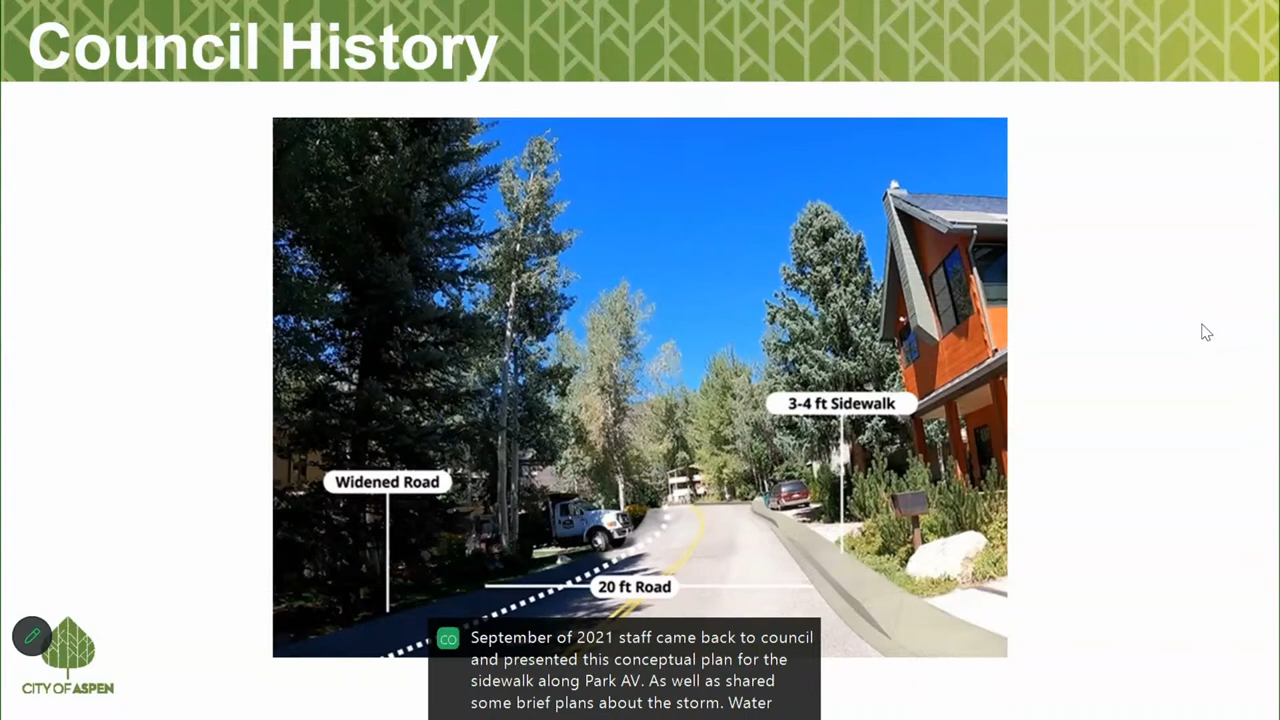 Council History
3-4 ft Sidewalk
Widened Road
20 ft Road
CO
September of 2021 staff came back to council
and presented this conceptual plan for the
sidewalk along Park AV. As well as shared
some brief plans about the storm. Water
CITY OF ASPEN